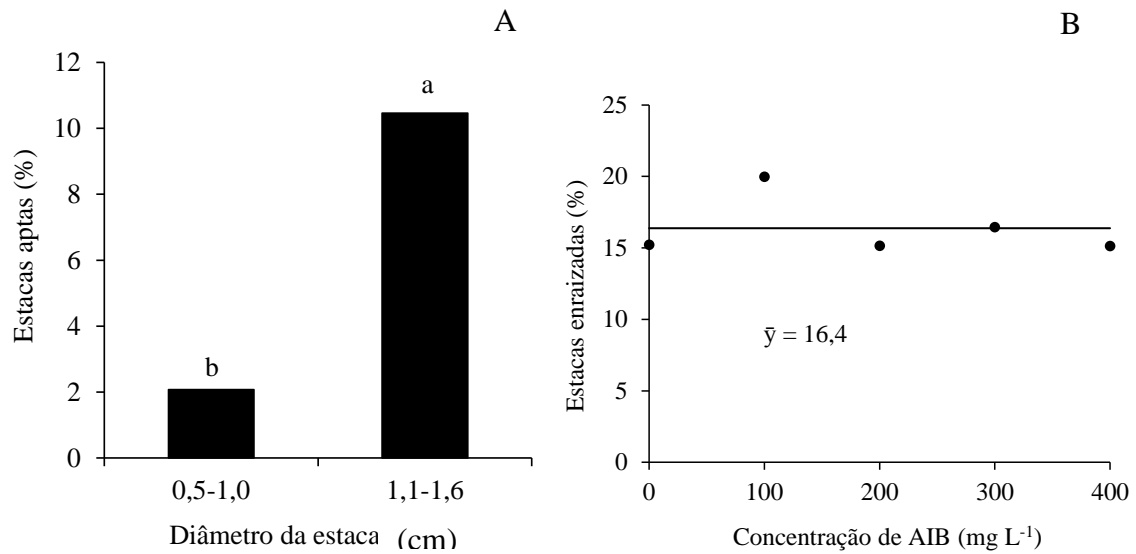 A
Estacas aptas (%)
12
10
8
6
4
2
0
b
a
0,5-1,0 1,1-1,6
Diâmetro da estaca (cm)
B
Estacas enraizadas (%)
25
20
15
10
5
0
ȳ = 16,4
0 100 200 300 400
Concentração de AIB (mg L⁻¹)